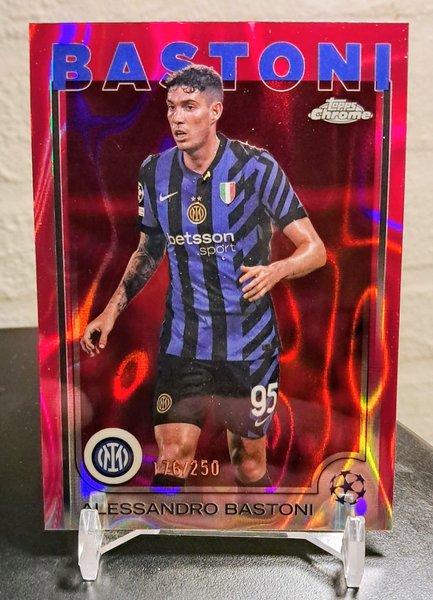 BASTONI
Topps
Chrome
betsson
.sport
95
176/250
ALESSANDRO BASTONI